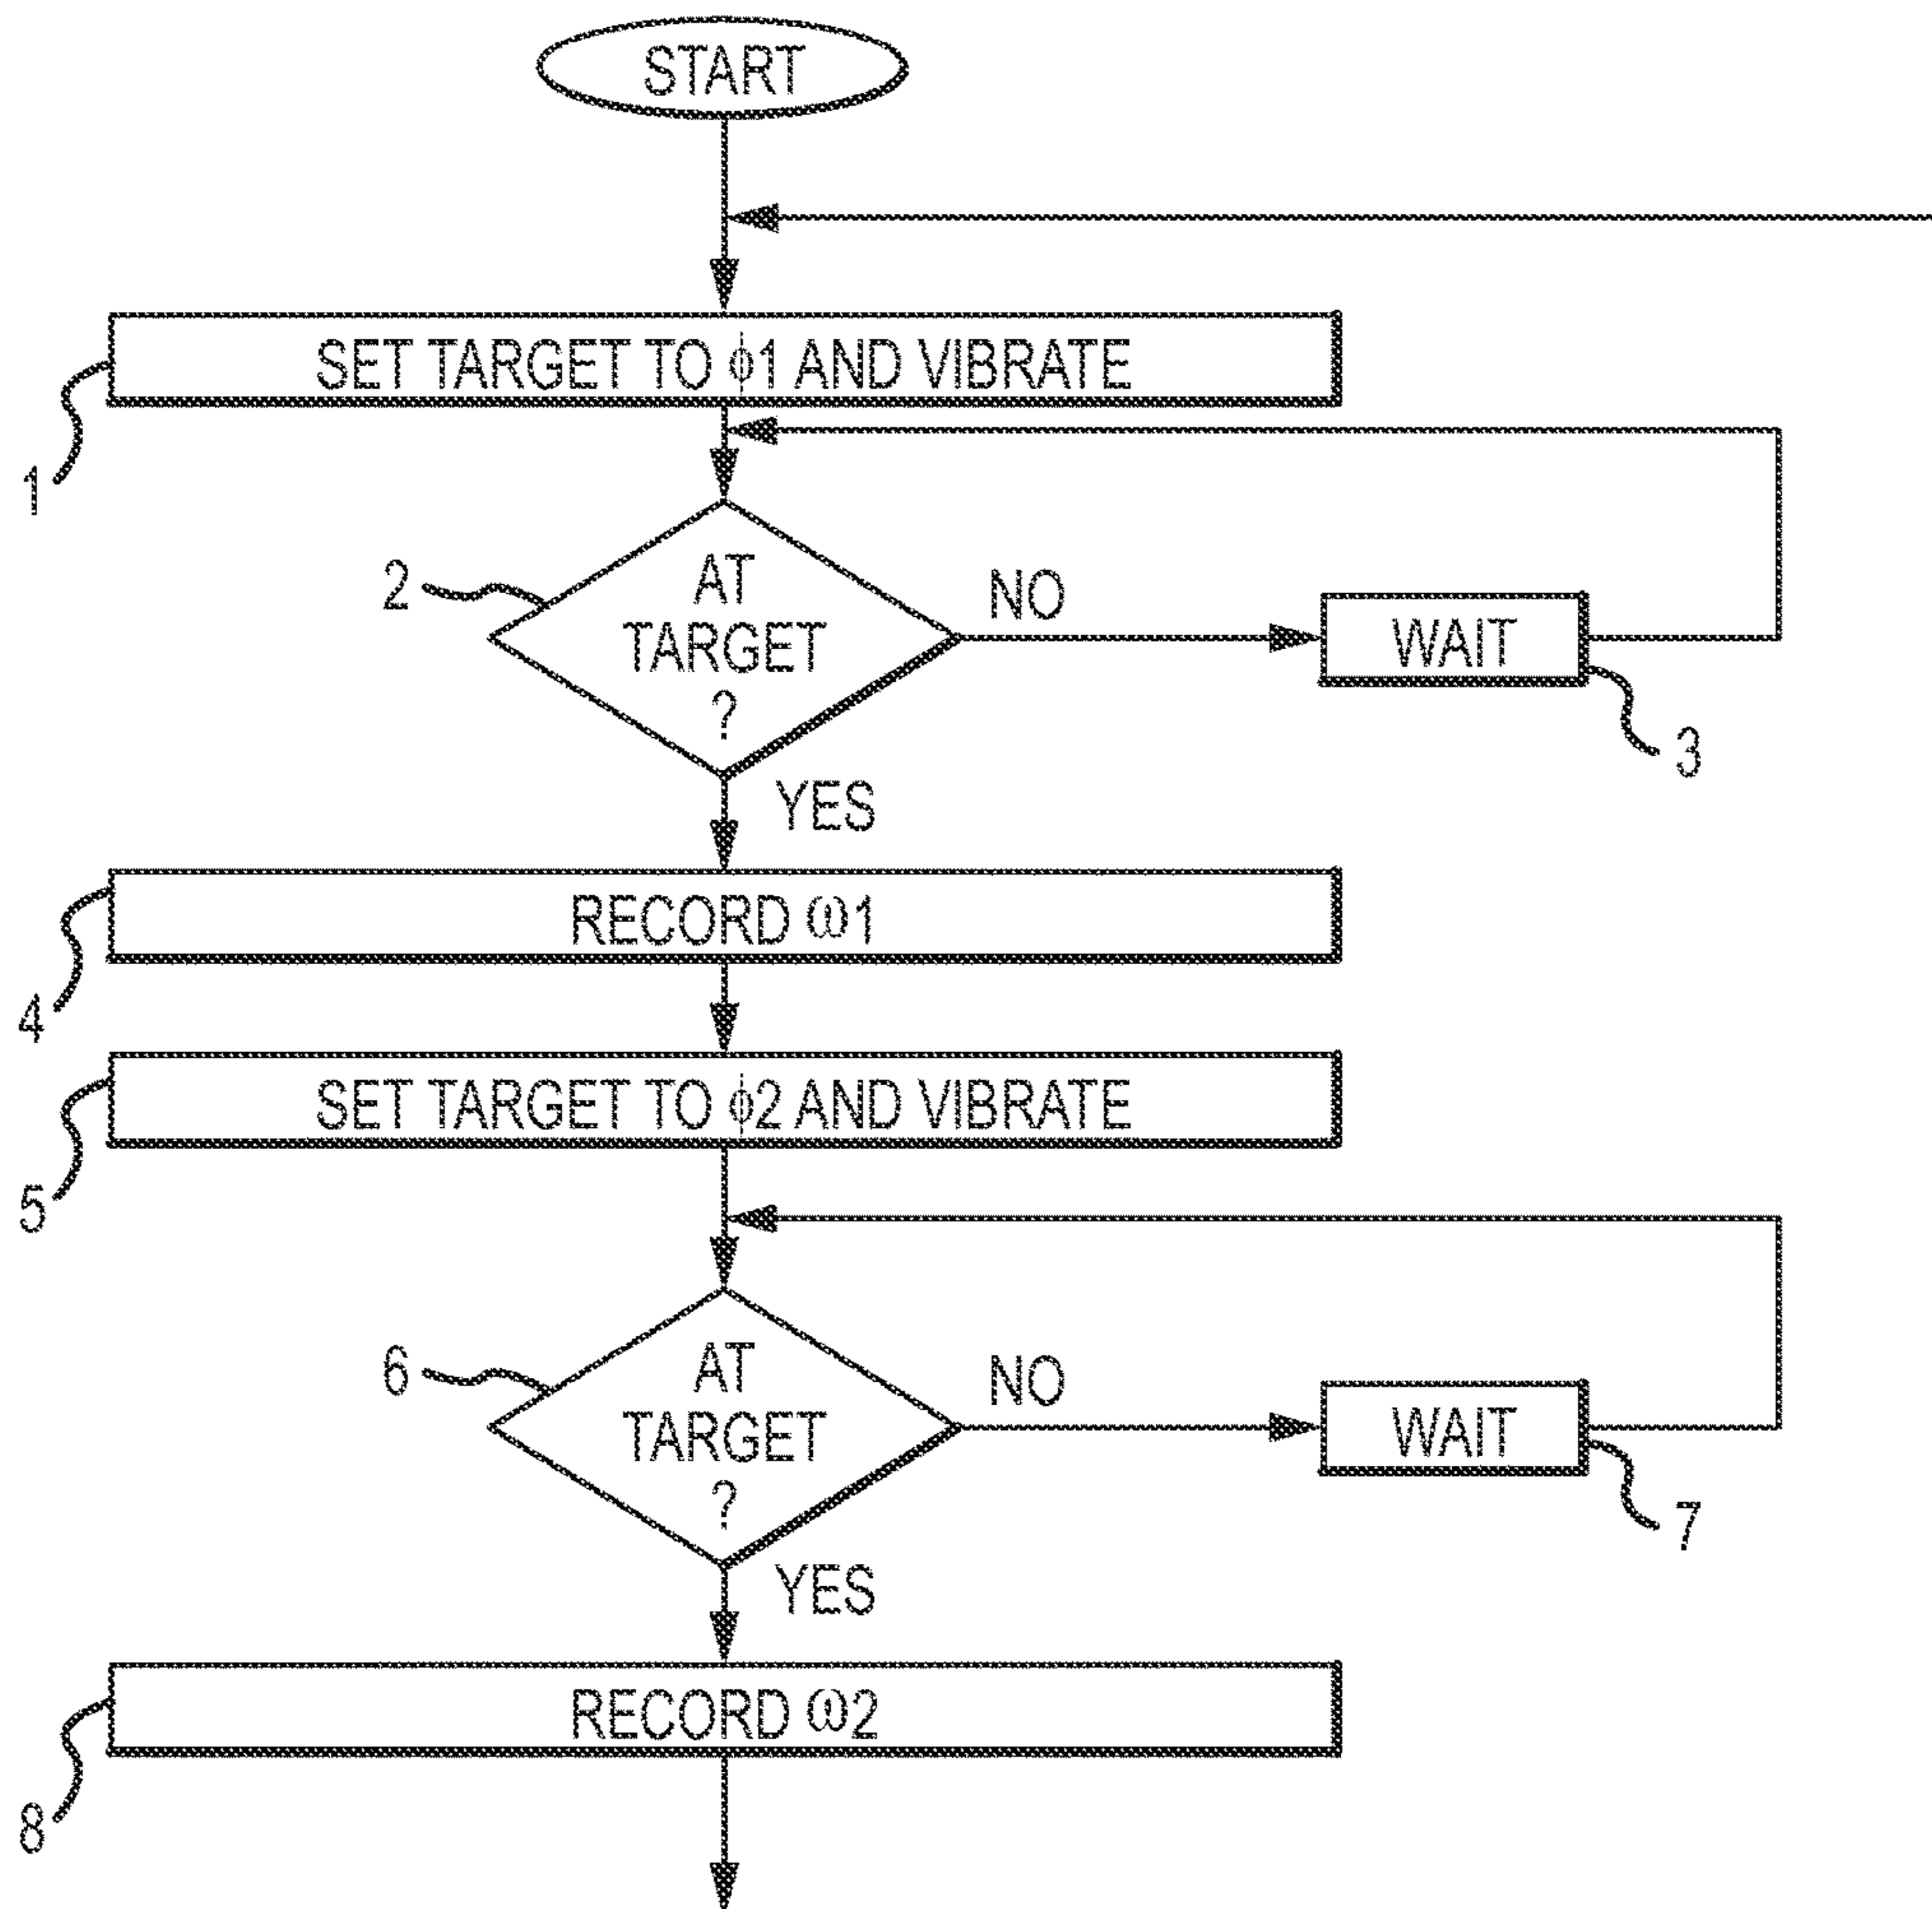 START
SET TARGET TO ϕ1 AND VIBRATE
1
2
AT
TARGET
?
NO
WAIT
3
YES
RECORD ω1
4
SET TARGET TO ϕ2 AND VIBRATE
5
6
AT
TARGET
?
NO
WAIT
7
YES
RECORD ω2
8